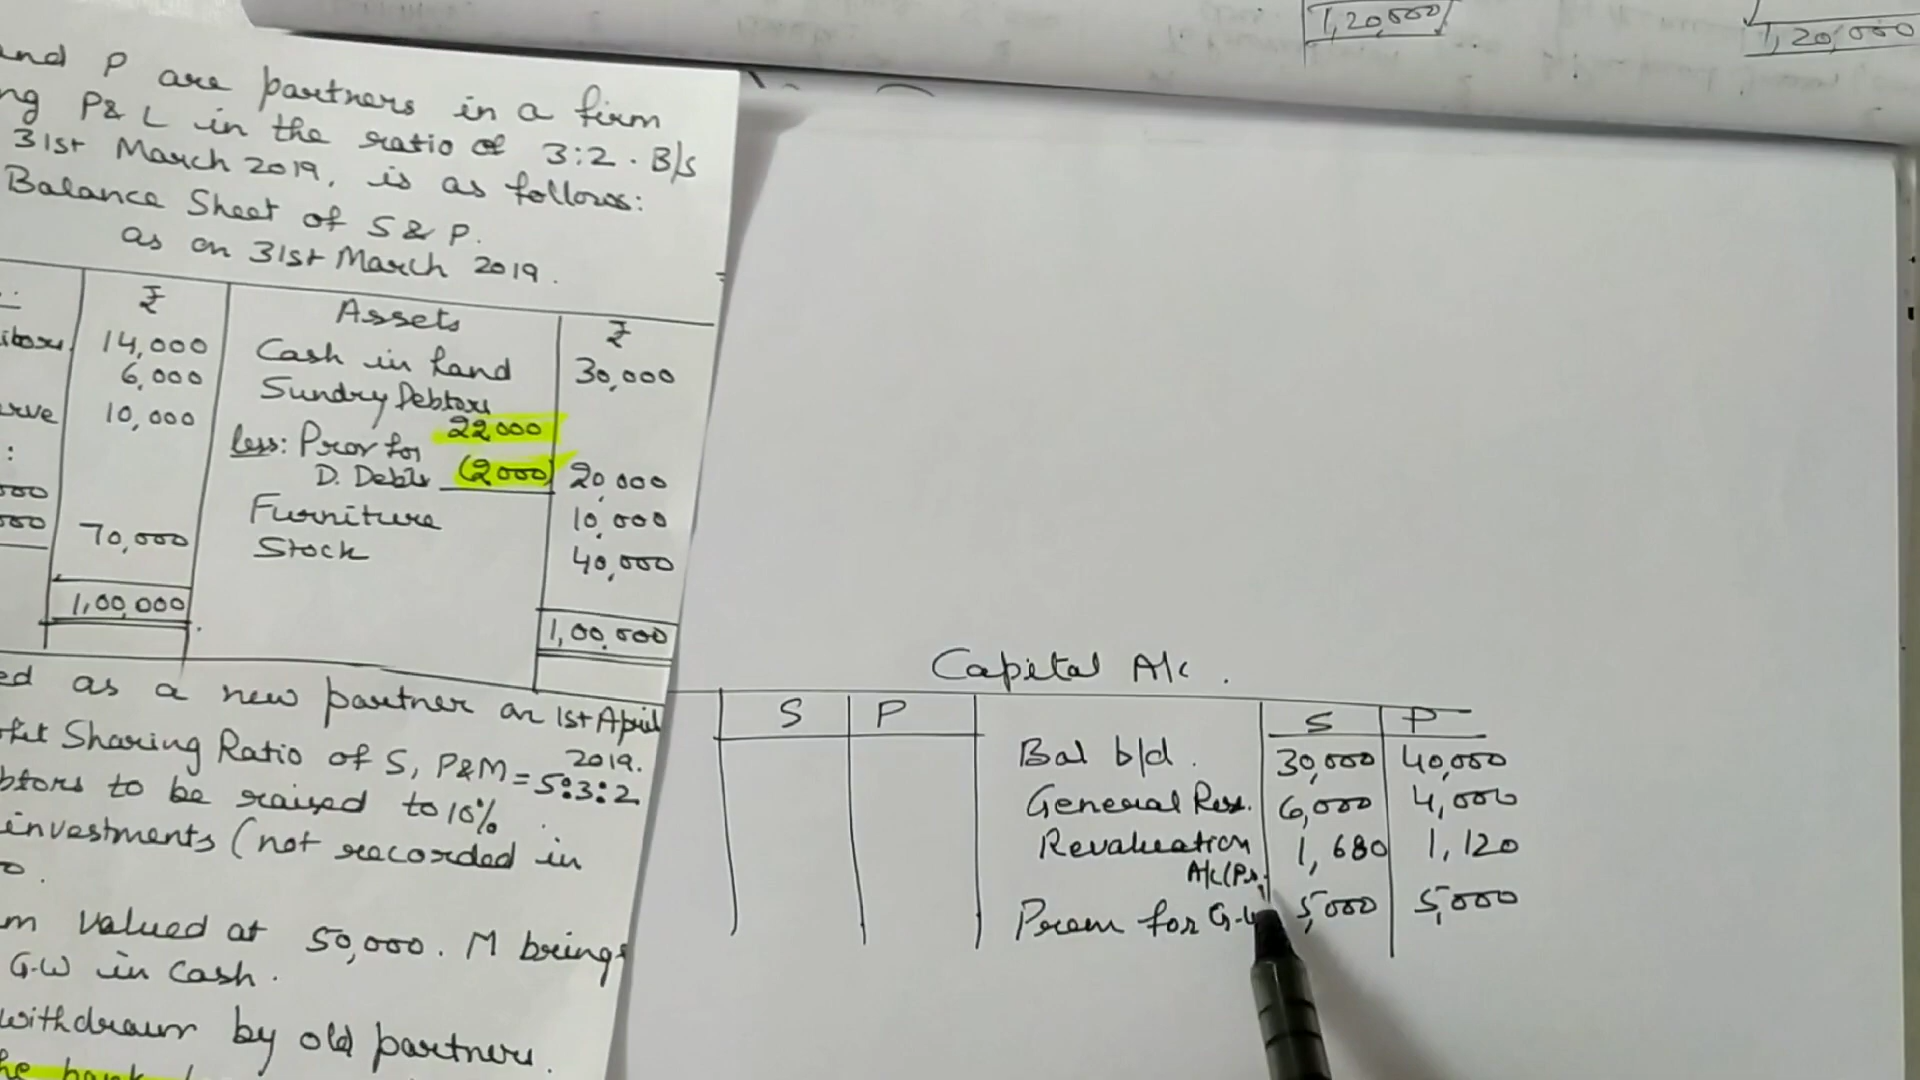 1,20,000
1,20,000
and P are partners in a firm
ng P&L in the ratio of 3:2. B/s
31st March 2019, is as follows:
Balance Sheet of S & P.
as on 31st March 2019.
₹ Assets ₹
14,000 Cash in hand 30,000
6,000 Sundry Debtors
10,000 22000
less: Prov for
D. Debts (2000) 20,000
000 Furniture 10,000
000 70,000 Stock 40,000
1,00,000 1,00,000
ed as a new partner on 1st April
2019.
Sharing Ratio of S, P&M = 5:3:2
to be raised to 10%
investments (not recorded in
m valued at 50,000. M brings
G.W in cash.
withdrawn by old partners.
Capital A/c.
S P S P
Bal b/d. 30,000 40,000
General Res. 6,000 4,000
Revaluation 1,680 1,120
A/c
Prem for G.W 5,000 5,000